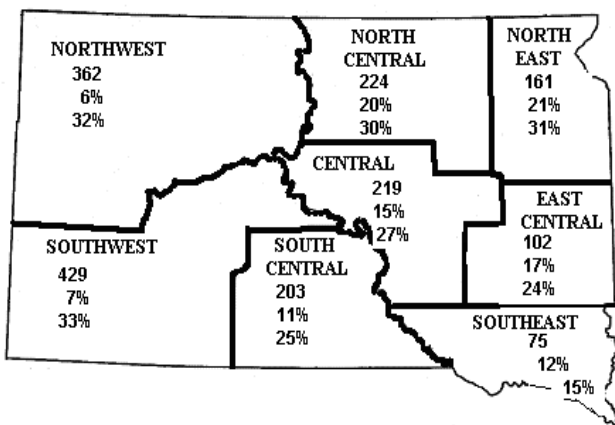 NORTHWEST
362
6%
32%
NORTH
CENTRAL
224
20%
30%
NORTH
EAST
161
21%
31%
CENTRAL
219
15%
27%
EAST
CENTRAL
102
17%
24%
SOUTHWEST
429
7%
33%
SOUTH
CENTRAL
203
11%
25%
SOUTHEAST
75
12%
15%